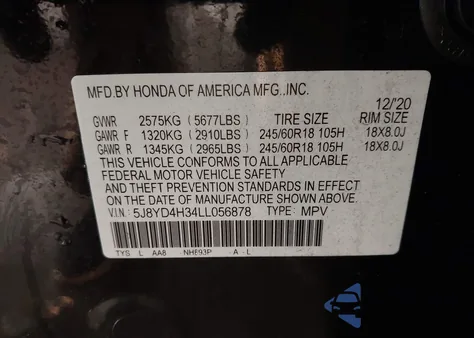 MFD.BY HONDA OF AMERICA MFG.,INC.
12/'20
GVWR 2575KG (5677LBS) TIRE SIZE RIM SIZE
GAWR F 1320KG (2910LBS) 245/60R18 105H 18X8.0J
GAWR R 1345KG (2965LBS) 245/60R18 105H 18X8.0J
THIS VEHICLE CONFORMS TO ALL APPLICABLE
FEDERAL MOTOR VEHICLE SAFETY
AND THEFT PREVENTION STANDARDS IN EFFECT
ON THE DATE OF MANUFACTURE SHOWN ABOVE.
V.I.N: 5J8YD4H34LL056878 TYPE: MPV
TYS L AA8 NHE93P A - L